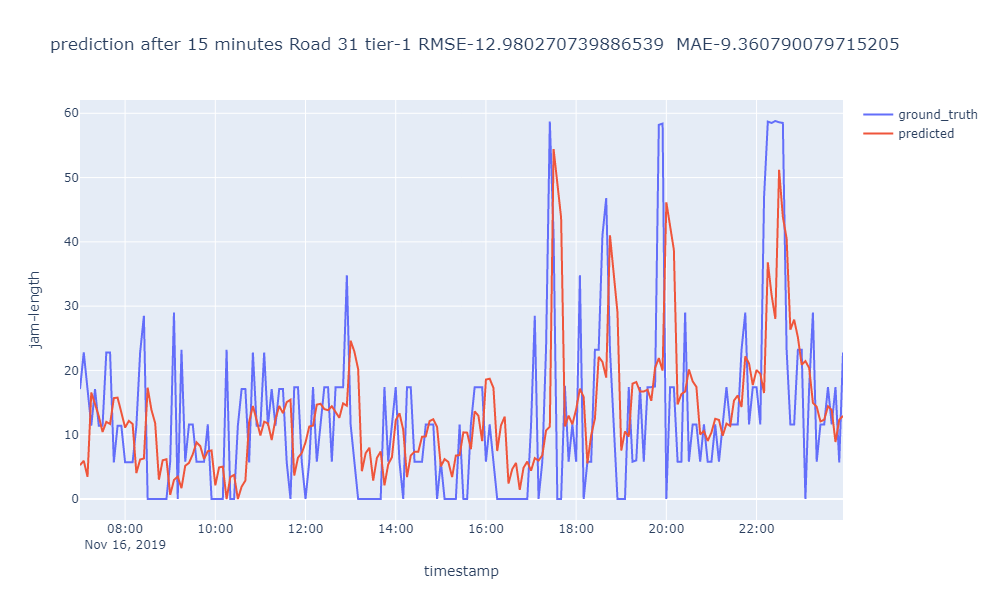 prediction after 15 minutes Road 31 tier-1 RMSE-12.980270739886539  MAE-9.360790079715205
ground_truth
predicted
60
50
40
30
20
10
0
jam-length
08:00 10:00 12:00 14:00 16:00 18:00 20:00 22:00
Nov 16, 2019
timestamp